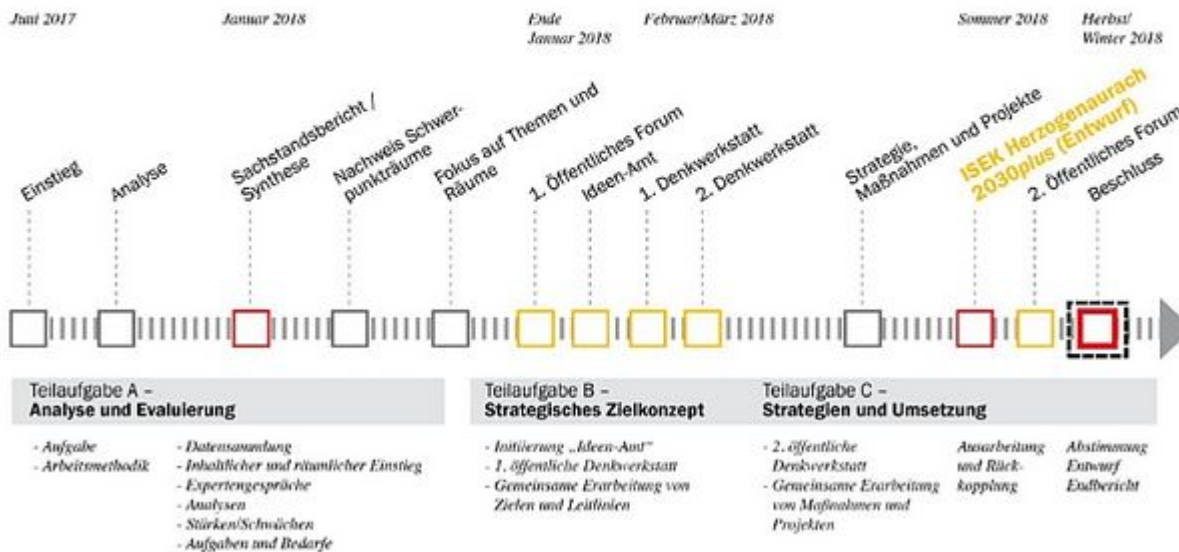 Juni 2017
Januar 2018
Ende
Januar 2018
Februar/März 2018
Sommer 2018
Herbst/
Winter 2018
Einstieg
Analyse
Sachstandsbericht /
Synthese
Nachweis Schwer-
punkträume
Fokus auf Themen und
Räume
1. Öffentliches Forum
Ideen-Amt
1. Denkwerkstatt
2. Denkwerkstatt
Strategie,
Maßnahmen und Projekte
ISEK Herzogenaurach
2030plus (Entwurf)
2. Öffentliches Forum
Beschluss
Teilaufgabe A –
Analyse und Evaluierung
- Aufgabe
- Arbeitsmethodik
- Datensammlung
- Inhaltlicher und räumlicher Einstieg
- Expertengespräche
- Analysen
- Stärken/Schwächen
- Aufgaben und Bedarfe
Teilaufgabe B –
Strategisches Zielkonzept
- Initiierung „Ideen-Amt“
- 1. öffentliche Denkwerkstatt
- Gemeinsame Erarbeitung von
Zielen und Leitlinien
Teilaufgabe C –
Strategien und Umsetzung
- 2. öffentliche
Denkwerkstatt
- Gemeinsame Erarbeitung
von Maßnahmen und
Projekten
Ausarbeitung
und Rück-
kopplung
Abstimmung
Entwurf
Endbericht